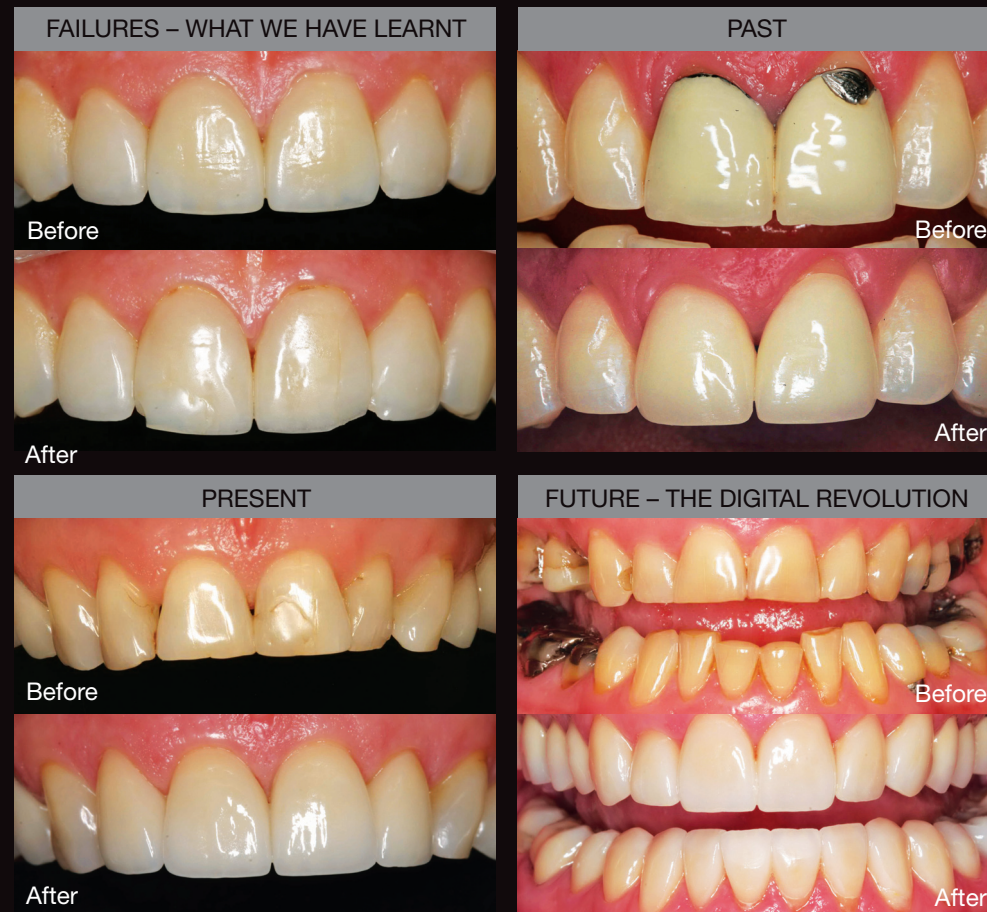 FAILURES – WHAT WE HAVE LEARNT
Before
After
PAST
Before
After
PRESENT
Before
After
FUTURE – THE DIGITAL REVOLUTION
Before
After